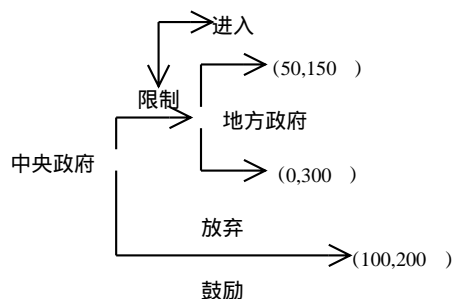 进入
(50,150 )
限制
地方政府
中央政府
(0,300 )
放弃
(100,200 )
鼓励